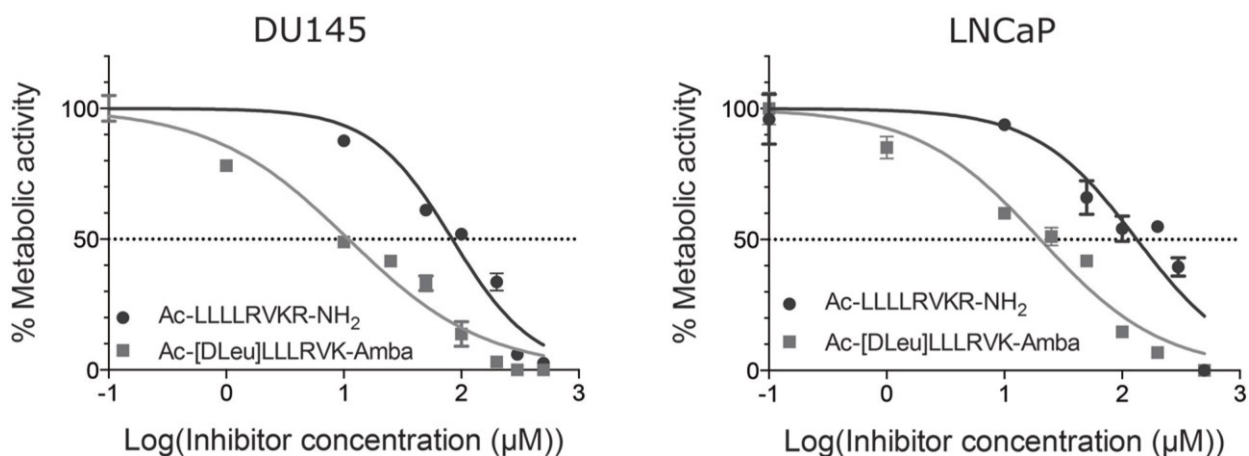 DU145
% Metabolic activity
100
50
0
-1
0
1
2
3
Ac-LLLLRVKR-NH₂
Ac-[DLeu]LLLRVK-Amba
Log(Inhibitor concentration (µM))
LNCaP
% Metabolic activity
100
50
0
-1
0
1
2
3
Ac-LLLLRVKR-NH₂
Ac-[DLeu]LLLRVK-Amba
Log(Inhibitor concentration (µM))